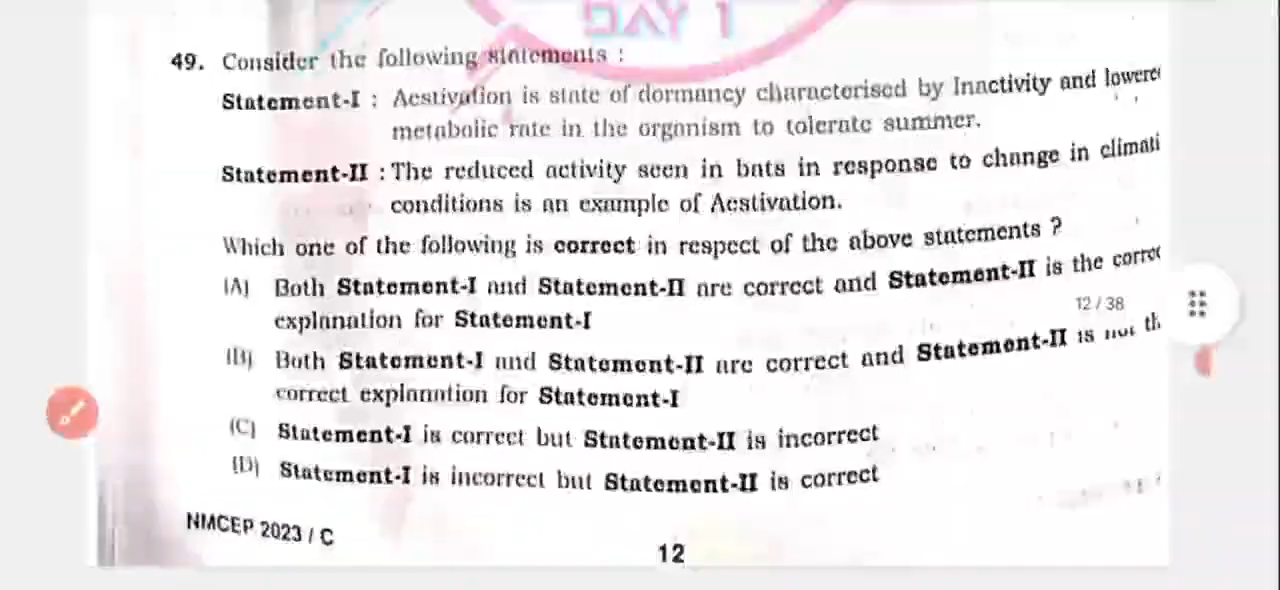 DAY 1
49. Consider the following statements :
Statement-I : Aestivation is state of dormancy characterised by Inactivity and lowere
metabolic rate in the organism to tolerate summer.
Statement-II : The reduced activity seen in bats in response to change in climati
conditions is an example of Aestivation.
Which one of the following is correct in respect of the above statements ?
(A) Both Statement-I and Statement-II are correct and Statement-II is the correc
explanation for Statement-I
12 / 38
(B) Both Statement-I and Statement-II are correct and Statement-II is not th
correct explanation for Statement-I
(C) Statement-I is correct but Statement-II is incorrect
(D) Statement-I is incorrect but Statement-II is correct
NMCEP 2023 / C
12